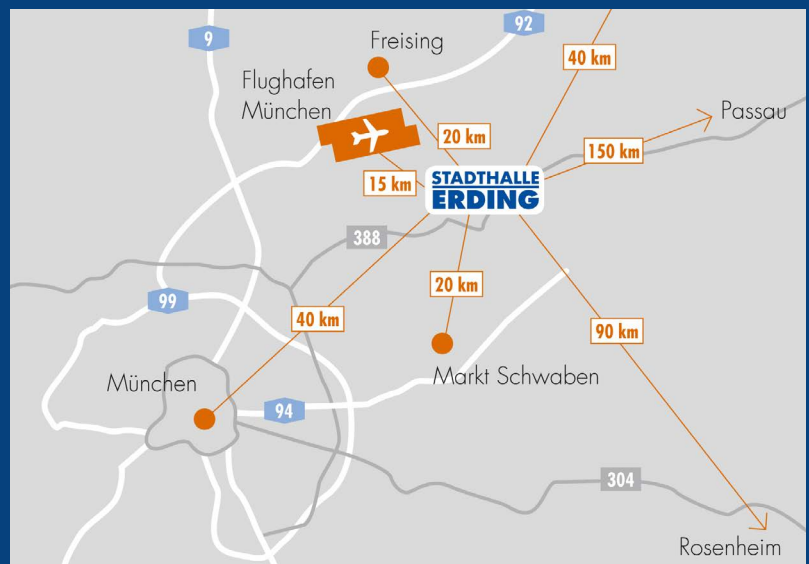 9
92
Freising
40 km
Flughafen
München
Passau
20 km
150 km
15 km
STADTHALLE
ERDING
388
20 km
99
40 km
90 km
München
Markt Schwaben
94
304
Rosenheim